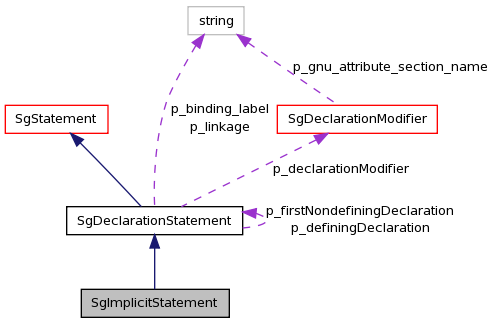 string
p_gnu_attribute_section_name
p_binding_label
p_linkage
SgStatement
SgDeclarationModifier
p_declarationModifier
SgDeclarationStatement
p_firstNondefiningDeclaration
p_definingDeclaration
SgImplicitStatement